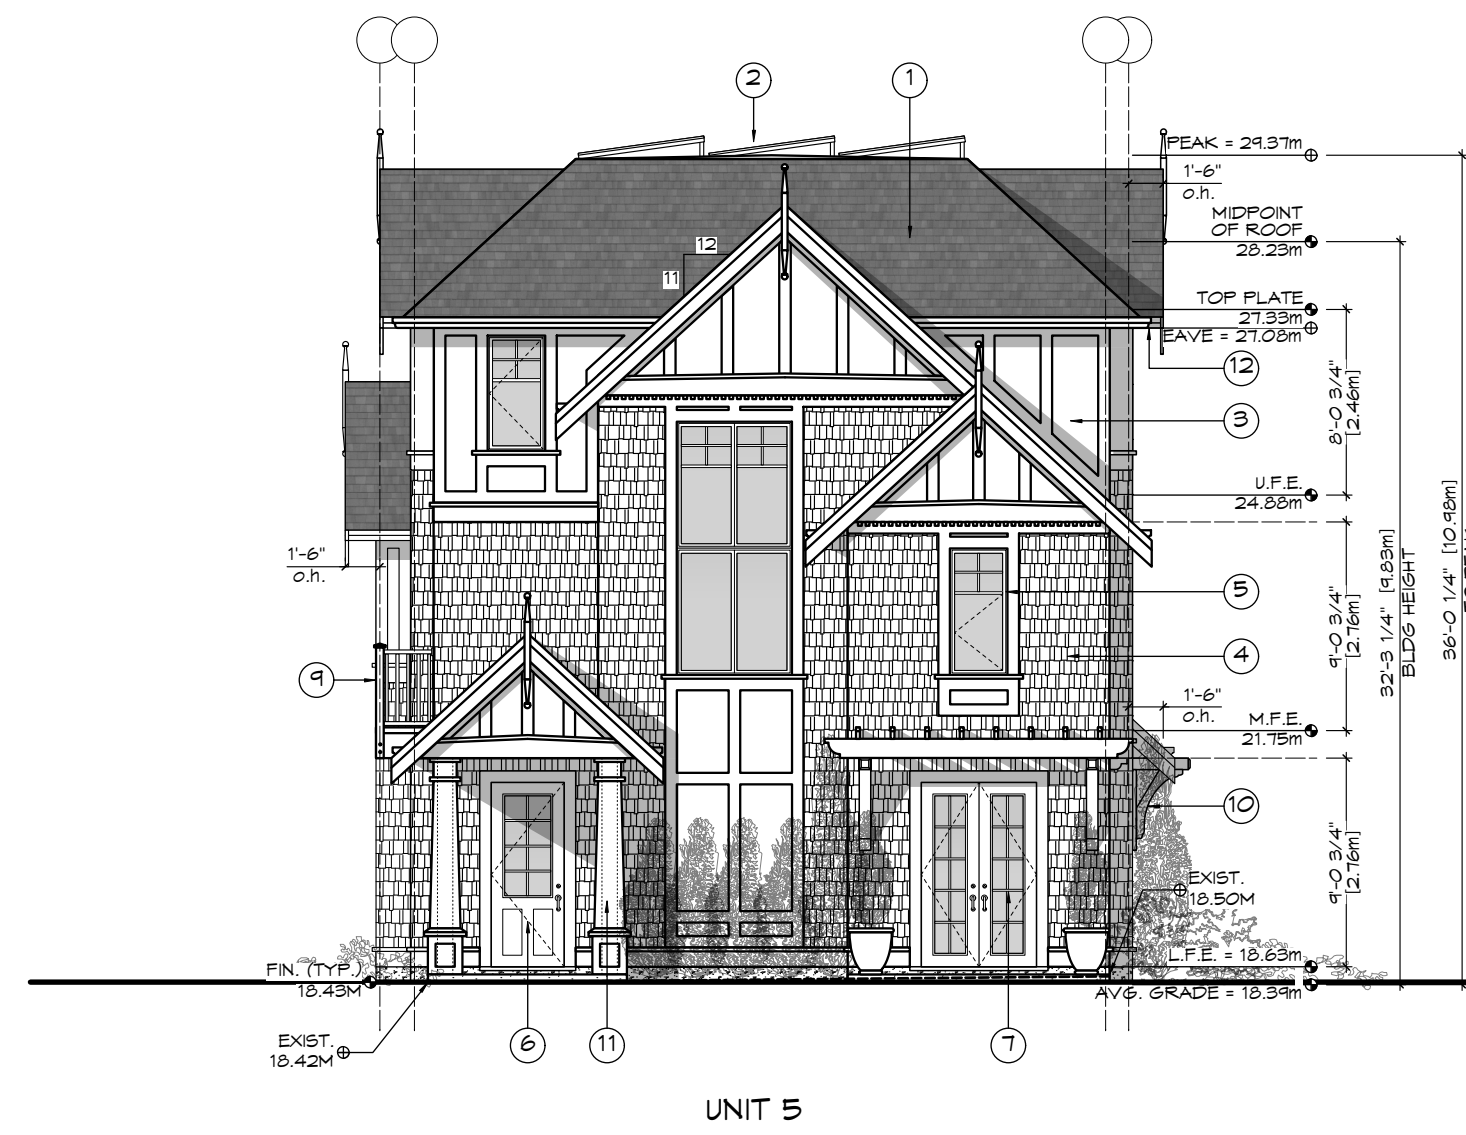 2
1
PEAK = 29.37m
1'-6"
o.h.
MIDPOINT
OF ROOF
28.23m
12
11
TOP PLATE
27.33m
EAVE = 27.08m
12
3
8'-0 3/4"
[2.46m]
U.F.E.
24.88m
1'-6"
o.h.
5
4
9'-0 3/4"
[2.76m]
32'-3 1/4" [9.83m]
BLDG HEIGHT
36'-0 1/4" [10.98m]
9
1'-6"
o.h.
M.F.E.
21.75m
10
9'-0 3/4"
[2.76m]
EXIST.
18.50M
L.F.E. = 18.63m
FIN. (TYP.)
18.43M
AVG. GRADE = 18.39m
EXIST.
18.42M
6
11
7
UNIT 5